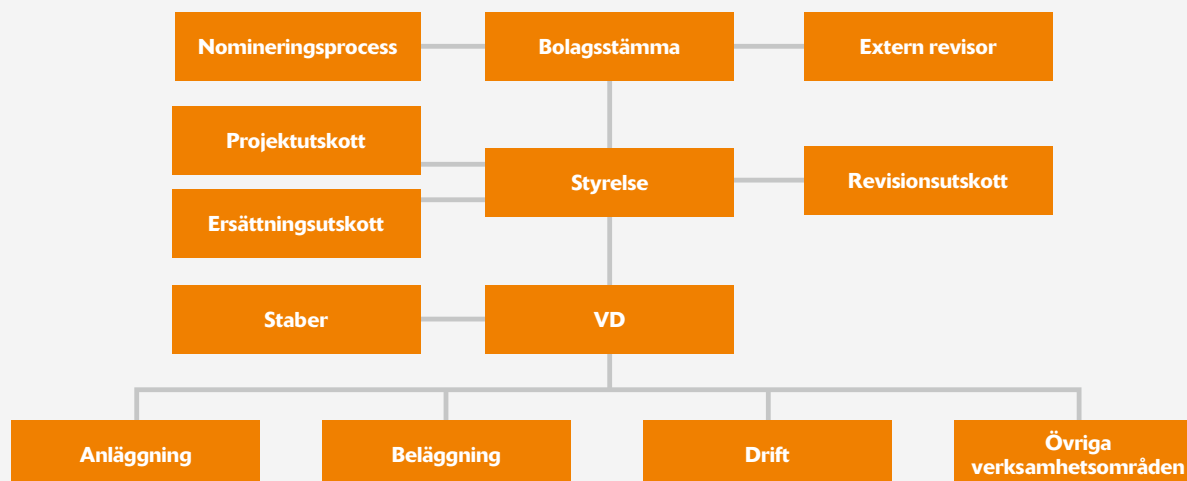 Nomineringsprocess
Bolagsstämma
Extern revisor
Projektutskott
Styrelse
Revisionsutskott
Ersättningsutskott
Staber
VD
Anläggning
Beläggning
Drift
Övriga
verksamhetsområden